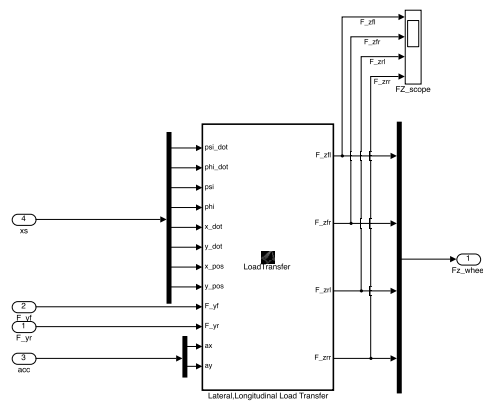 F_zfl
F_zfr
F_zrl
F_zrr
FZ_scope
4
xs
2
F_yf
1
F_yr
3
acc
psi_dot
phi_dot
psi
phi
x_dot
y_dot
x_pos
y_pos
F_yf
F_yr
ax
ay
LoadTransfer
F_zfl
F_zfr
F_zrl
F_zrr
Lateral,Longitudinal Load Transfer
1
Fz_whee